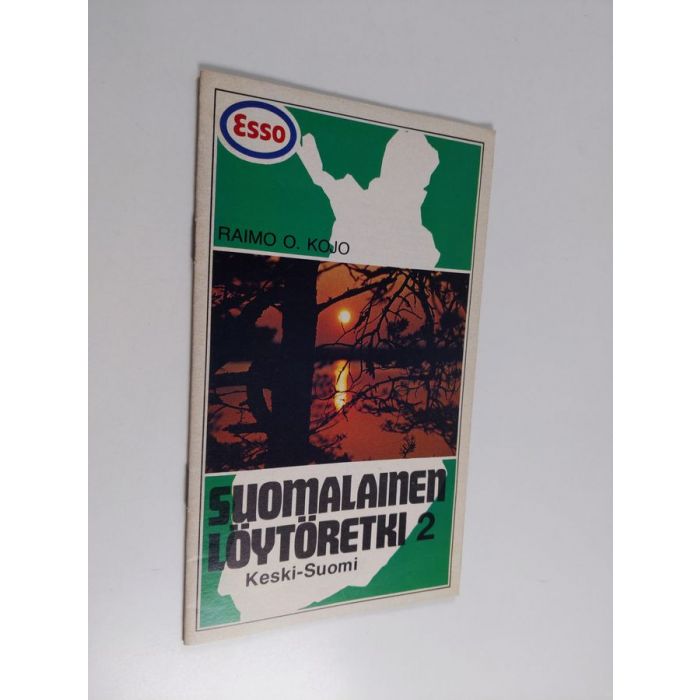 Esso
RAIMO O. KOJO
SUOMALAINEN
LÖYTÖRETKI 2
Keski-Suomi